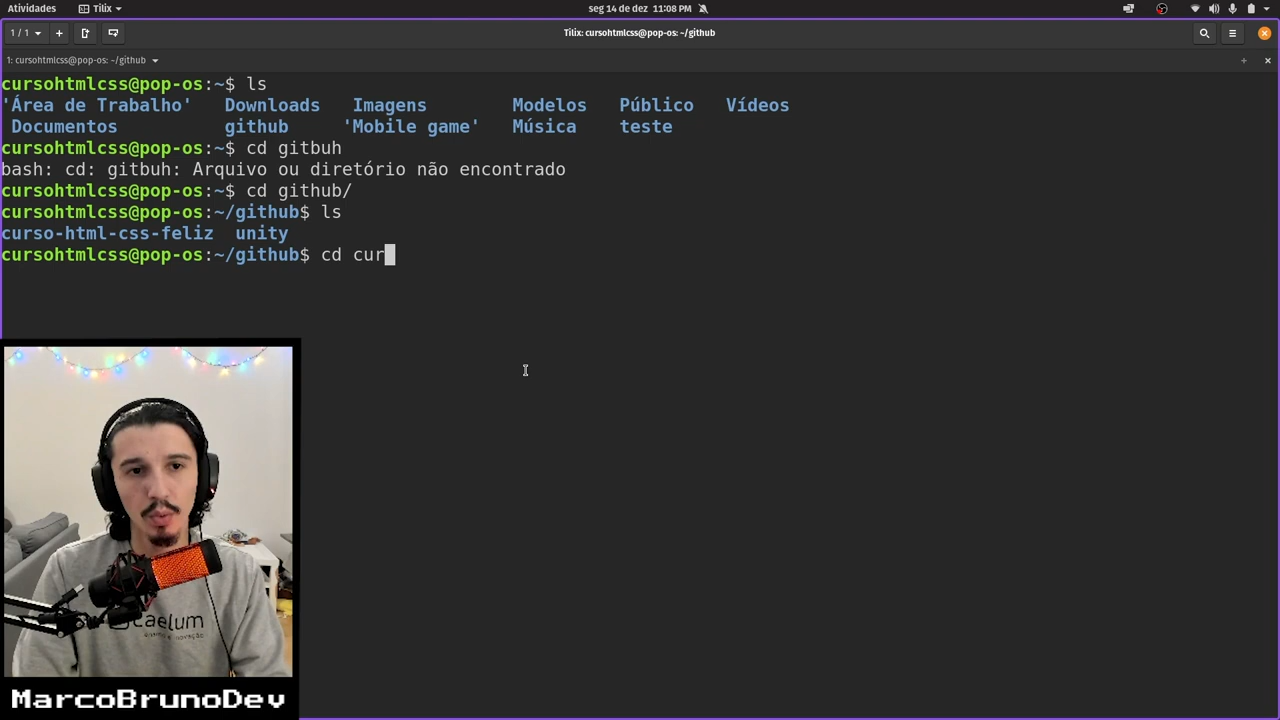 Atividades Tilix seg 14 de dez 11:08 PM
1 / 1 + Tilix: cursohtmlcss@pop-os: ~/github
1: cursohtmlcss@pop-os: ~/github
cursohtmlcss@pop-os:~$ ls
'Área de Trabalho' Downloads Imagens Modelos Público Vídeos
Documentos github 'Mobile game' Música teste
cursohtmlcss@pop-os:~$ cd gitbuh
bash: cd: gitbuh: Arquivo ou diretório não encontrado
cursohtmlcss@pop-os:~$ cd github/
cursohtmlcss@pop-os:~/github$ ls
curso-html-css-feliz unity
cursohtmlcss@pop-os:~/github$ cd cur
caelum
MarcoBrunoDev